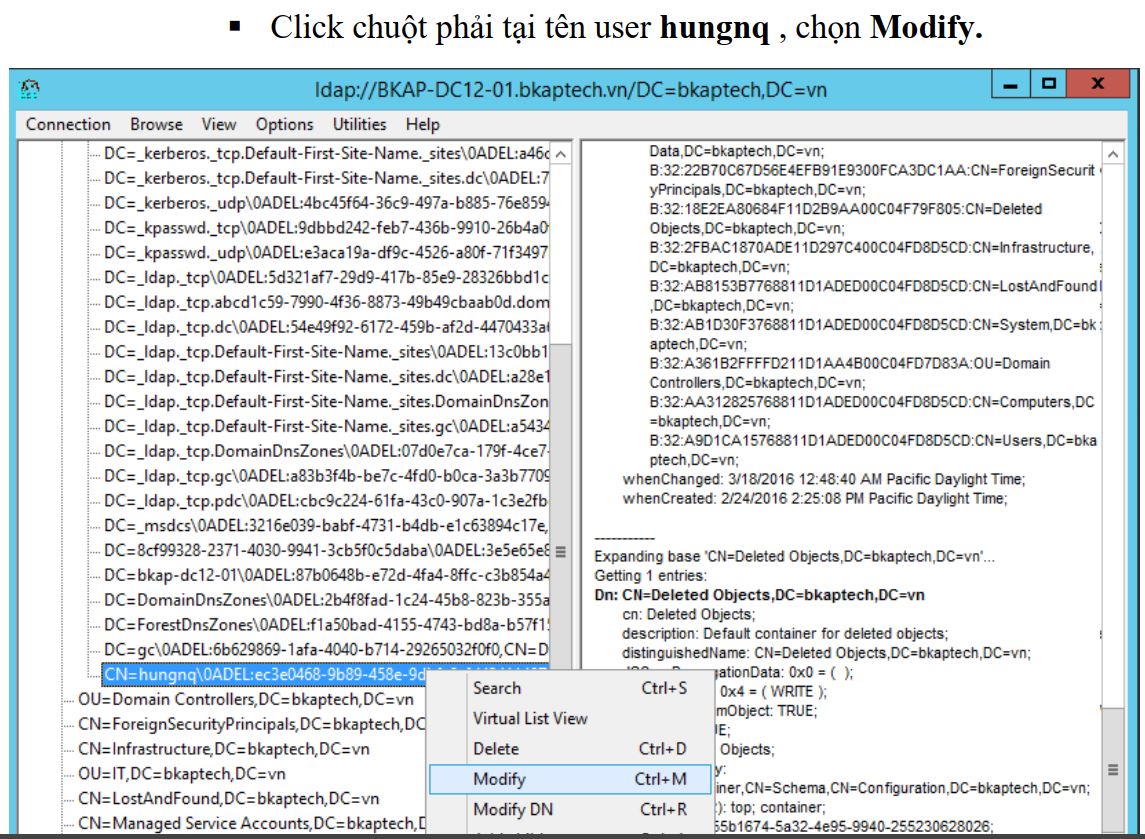 ▪ Click chuột phải tại tên user hungnq , chọn Modify.
ldap://BKAP-DC12-01.bkaptech.vn/DC=bkaptech,DC=vn
Connection Browse View Options Utilities Help
DC=_kerberos._tcp.Default-First-Site-Name._sites\0ADEL:a46c
DC=_kerberos._tcp.Default-First-Site-Name._sites.dc\0ADEL:7
DC=_kerberos._udp\0ADEL:4bc45f64-36c9-497a-b885-76e8594
DC=_kpasswd._tcp\0ADEL:9dbbd242-feb7-436b-9910-26b4a0
DC=_kpasswd._udp\0ADEL:e3aca19a-df9c-4526-a80f-71f3497
DC=_ldap._tcp\0ADEL:5d321af7-29d9-417b-85e9-28326bbd1c
DC=_ldap._tcp.abcd1c59-7990-4f36-8873-49b49cbaab0d.dom
DC=_ldap._tcp.dc\0ADEL:54e49f92-6172-459b-af2d-4470433a
DC=_ldap._tcp.Default-First-Site-Name._sites\0ADEL:13c0bb1
DC=_ldap._tcp.Default-First-Site-Name._sites.dc\0ADEL:a28e1
DC=_ldap._tcp.Default-First-Site-Name._sites.DomainDnsZon
DC=_ldap._tcp.Default-First-Site-Name._sites.gc\0ADEL:a5434
DC=_ldap._tcp.DomainDnsZones\0ADEL:07d0e7ca-179f-4ce7-
DC=_ldap._tcp.gc\0ADEL:a83b3f4b-be7c-4fd0-b0ca-3a3b7709
DC=_ldap._tcp.pdc\0ADEL:cbc9c224-61fa-43c0-907a-1c3e2fb
DC=_msdcs\0ADEL:3216e039-babf-4731-b4db-e1c63894c17e,
DC=8cf99328-2371-4030-9941-3cb5f0c5daba\0ADEL:3e5e65e8
DC=bkap-dc12-01\0ADEL:87b0648b-e72d-4fa4-8ffc-c3b854a4
DC=DomainDnsZones\0ADEL:2b4f8fad-1c24-45b8-823b-355a
DC=ForestDnsZones\0ADEL:f1a50bad-4155-4743-bd8a-b57f1
DC=gc\0ADEL:6b629869-1afa-4040-b714-29265032f0f0,CN=D
CN=hungnq\0ADEL:ec3e0468-9b89-458e-9d
OU=Domain Controllers,DC=bkaptech,DC=vn
CN=ForeignSecurityPrincipals,DC=bkaptech,DC
CN=Infrastructure,DC=bkaptech,DC=vn
OU=IT,DC=bkaptech,DC=vn
CN=LostAndFound,DC=bkaptech,DC=vn
CN=Managed Service Accounts,DC=bkaptech,D
Data,DC=bkaptech,DC=vn;
B:32:22B70C67D56E4EFB91E9300FCA3DC1AA:CN=ForeignSecurit
yPrincipals,DC=bkaptech,DC=vn;
B:32:18E2EA80684F11D2B9AA00C04F79F805:CN=Deleted
Objects,DC=bkaptech,DC=vn;
B:32:2FBAC1870ADE11D297C400C04FD8D5CD:CN=Infrastructure,
DC=bkaptech,DC=vn;
B:32:AB8153B7768811D1ADED00C04FD8D5CD:CN=LostAndFound
,DC=bkaptech,DC=vn;
B:32:AB1D30F3768811D1ADED00C04FD8D5CD:CN=System,DC=bk
aptech,DC=vn;
B:32:A361B2FFFFD211D1AA4B00C04FD7D83A:OU=Domain
Controllers,DC=bkaptech,DC=vn;
B:32:AA312825768811D1ADED00C04FD8D5CD:CN=Computers,DC
=bkaptech,DC=vn;
B:32:A9D1CA15768811D1ADED00C04FD8D5CD:CN=Users,DC=bka
ptech,DC=vn;
whenChanged: 3/18/2016 12:48:40 AM Pacific Daylight Time;
whenCreated: 2/24/2016 2:25:08 PM Pacific Daylight Time;
-----------
Expanding base 'CN=Deleted Objects,DC=bkaptech,DC=vn'...
Getting 1 entries:
Dn: CN=Deleted Objects,DC=bkaptech,DC=vn
cn: Deleted Objects;
description: Default container for deleted objects;
distinguishedName: CN=Deleted Objects,DC=bkaptech,DC=vn;
gationData: 0x0 = ( );
0x4 = ( WRITE );
mObject: TRUE;
E;
Objects;
y:
iner,CN=Schema,CN=Configuration,DC=bkaptech,DC=vn;
): top; container;
55b1674-5a32-4e95-9940-255230628026;
Search Ctrl+S
Virtual List View
Delete Ctrl+D
Modify Ctrl+M
Modify DN Ctrl+R